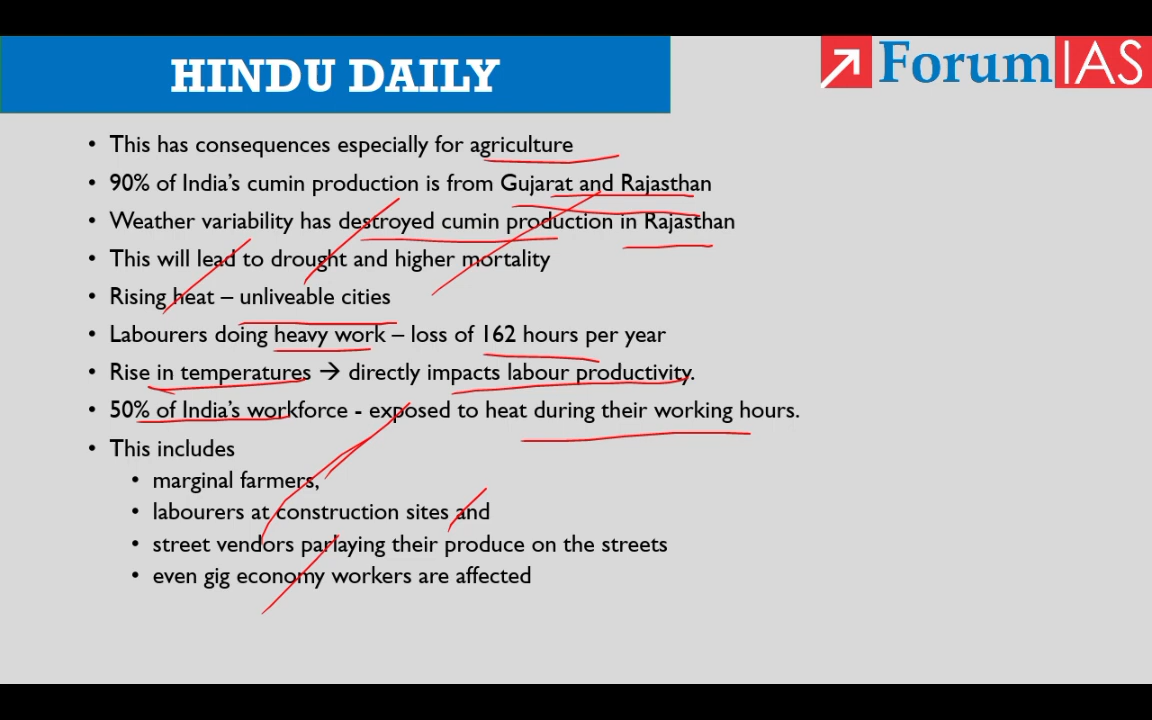 HINDU DAILY
ForumIAS
• This has consequences especially for agriculture
• 90% of India's cumin production is from Gujarat and Rajasthan
• Weather variability has destroyed cumin production in Rajasthan
• This will lead to drought and higher mortality
• Rising heat – unliveable cities
• Labourers doing heavy work – loss of 162 hours per year
• Rise in temperatures → directly impacts labour productivity.
• 50% of India's workforce - exposed to heat during their working hours.
• This includes
• marginal farmers,
• labourers at construction sites and
• street vendors parlaying their produce on the streets
• even gig economy workers are affected